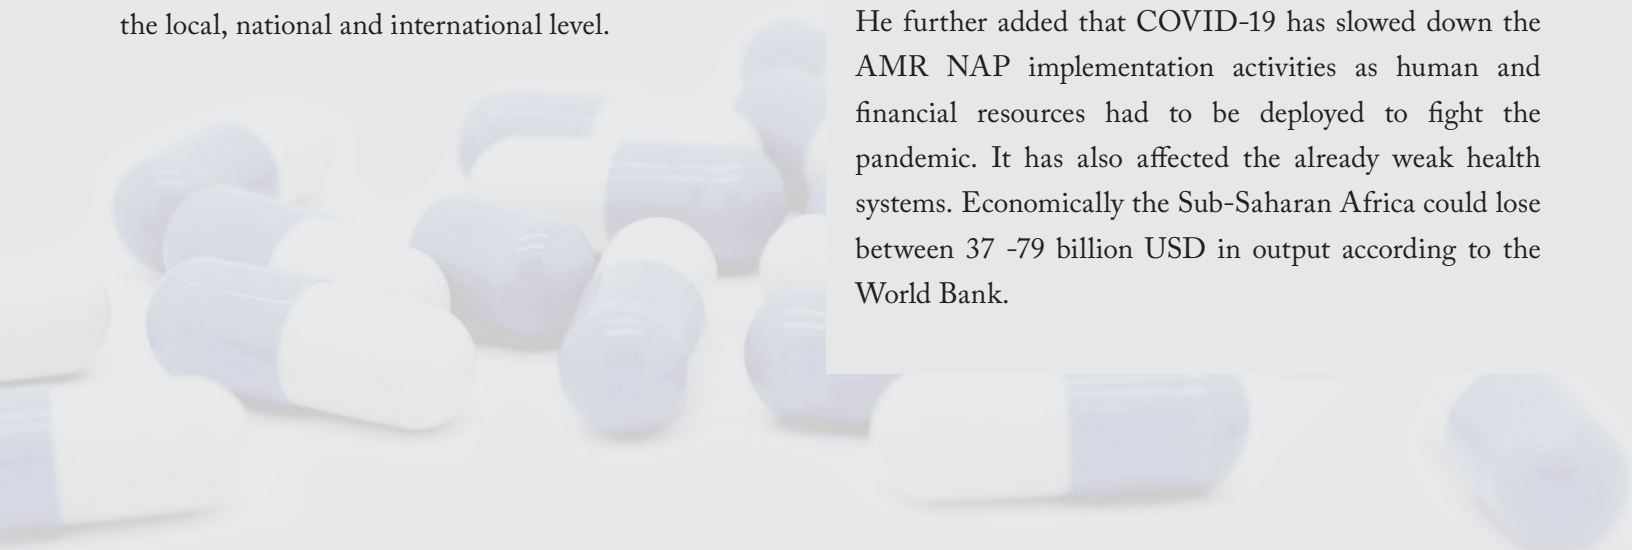 the local, national and international level.
He further added that COVID-19 has slowed down the
AMR NAP implementation activities as human and
financial resources had to be deployed to fight the
pandemic. It has also affected the already weak health
systems. Economically the Sub-Saharan Africa could lose
between 37 -79 billion USD in output according to the
World Bank.